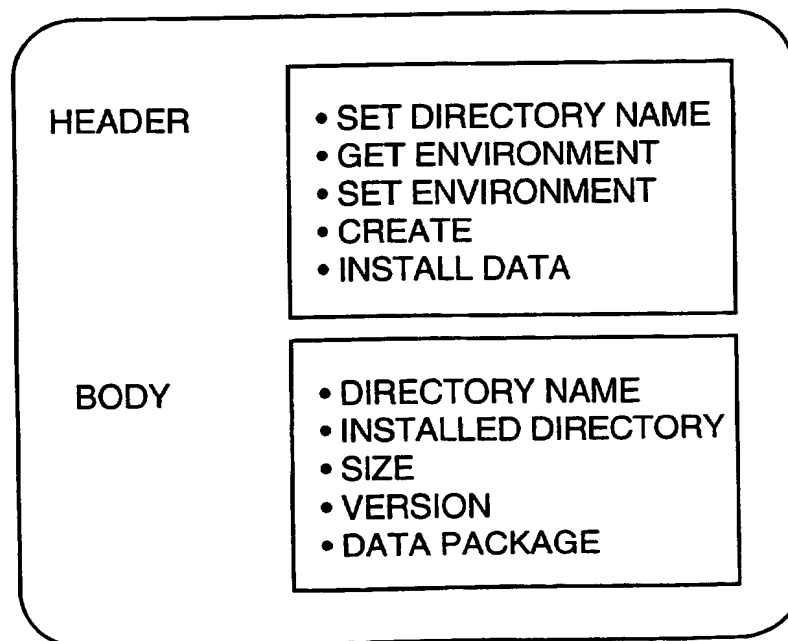 HEADER
• SET DIRECTORY NAME
• GET ENVIRONMENT
• SET ENVIRONMENT
• CREATE
• INSTALL DATA
BODY
• DIRECTORY NAME
• INSTALLED DIRECTORY
• SIZE
• VERSION
• DATA PACKAGE